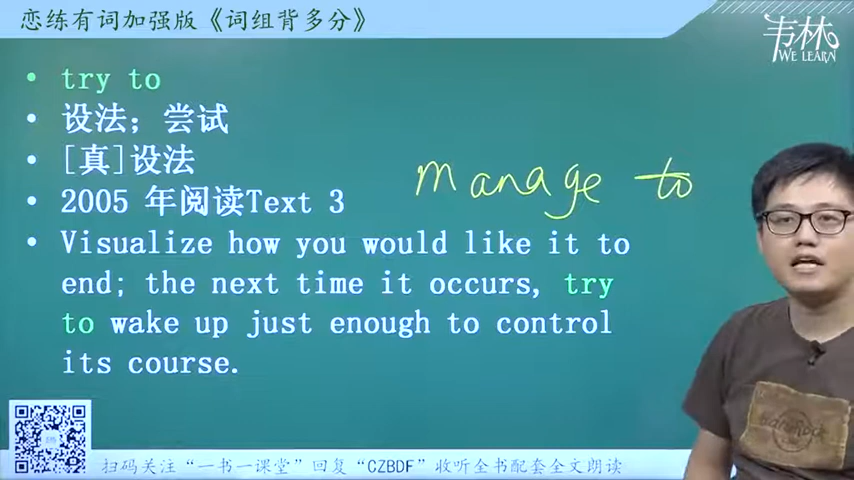 恋练有词加强版《词组背多分》
韦林
WE LEARN
• try to
• 设法；尝试
• [真]设法
• 2005 年阅读Text 3
manage to
• Visualize how you would like it to
end; the next time it occurs, try
to wake up just enough to control
its course.
扫码关注“一书一课堂”回复“CZBDF”收听全书配套全文朗读